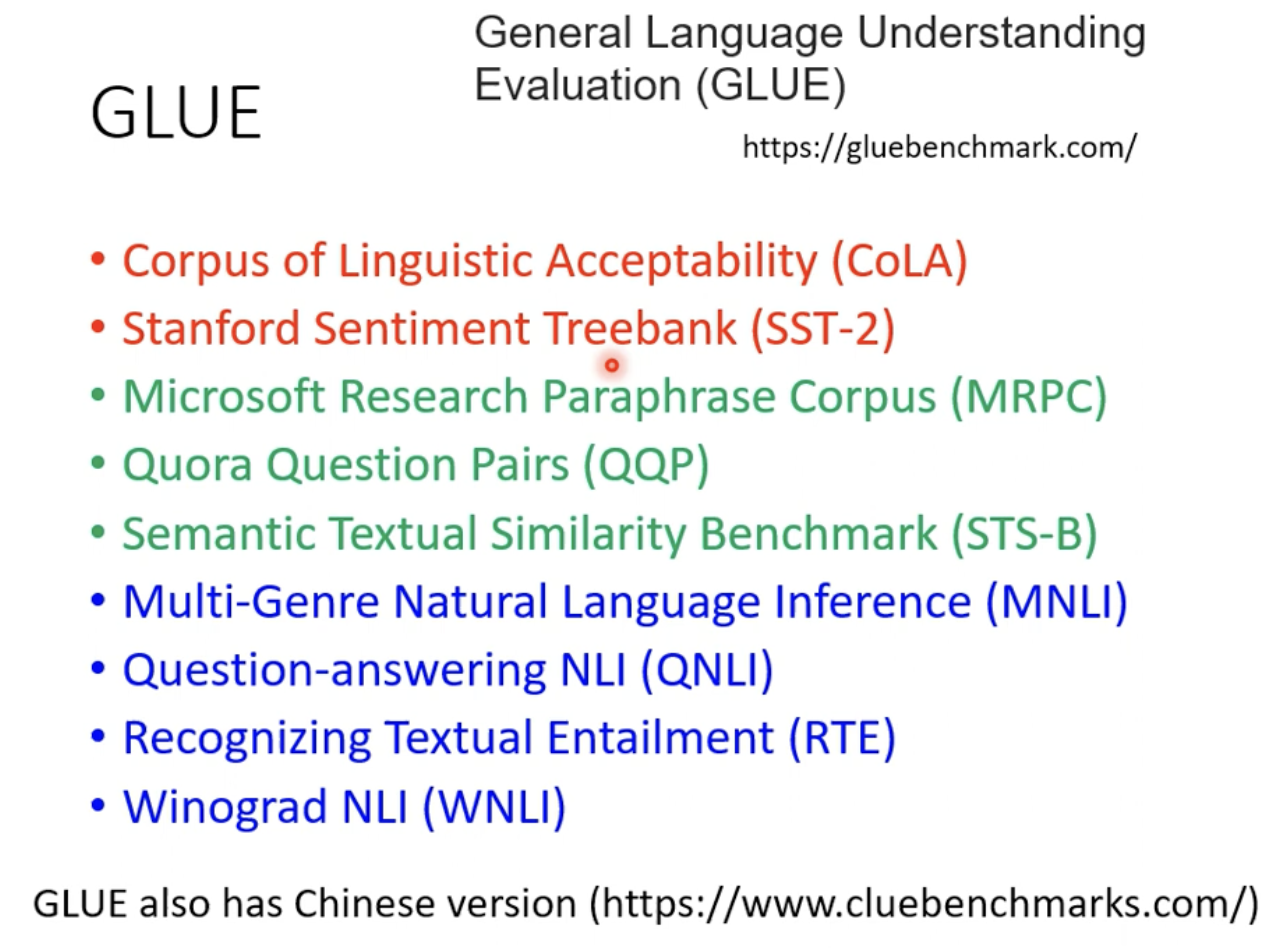 GLUE
General Language Understanding
Evaluation (GLUE)
https://gluebenchmark.com/
• Corpus of Linguistic Acceptability (CoLA)
• Stanford Sentiment Treebank (SST-2)
• Microsoft Research Paraphrase Corpus (MRPC)
• Quora Question Pairs (QQP)
• Semantic Textual Similarity Benchmark (STS-B)
• Multi-Genre Natural Language Inference (MNLI)
• Question-answering NLI (QNLI)
• Recognizing Textual Entailment (RTE)
• Winograd NLI (WNLI)
GLUE also has Chinese version (https://www.cluebenchmarks.com/)